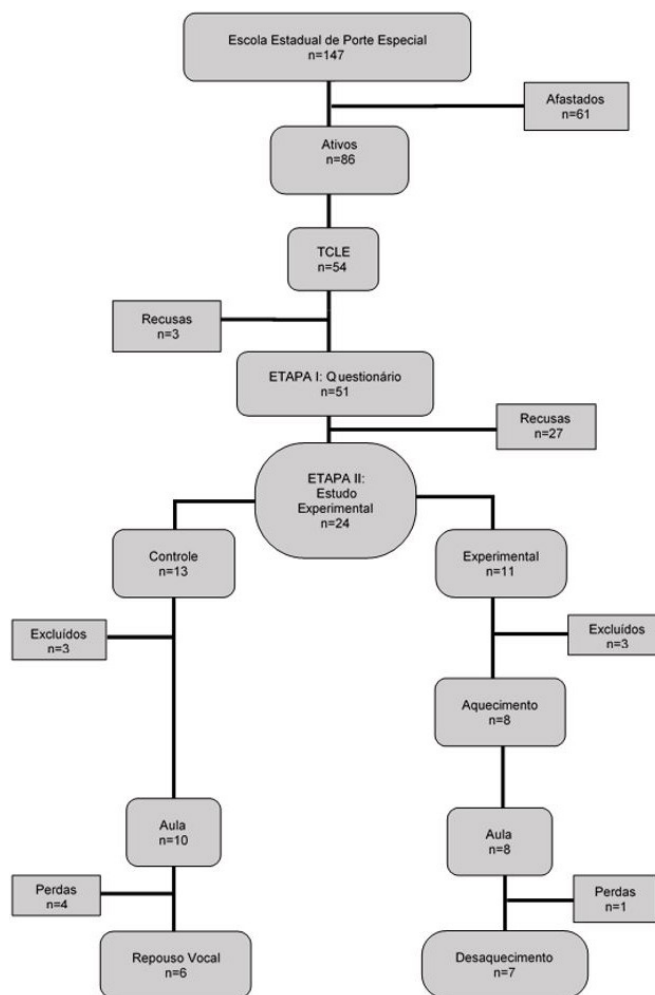 Escola Estadual de Porte Especial
n=147
Afastados
n=61
Ativos
n=86
TCLE
n=54
Recusas
n=3
ETAPA I: Questionário
n=51
Recusas
n=27
ETAPA II:
Estudo
Experimental
n=24
Controle
n=13
Experimental
n=11
Excluídos
n=3
Excluídos
n=3
Aquecimento
n=8
Aula
n=10
Aula
n=8
Perdas
n=4
Perdas
n=1
Repouso Vocal
n=6
Desaquecimento
n=7